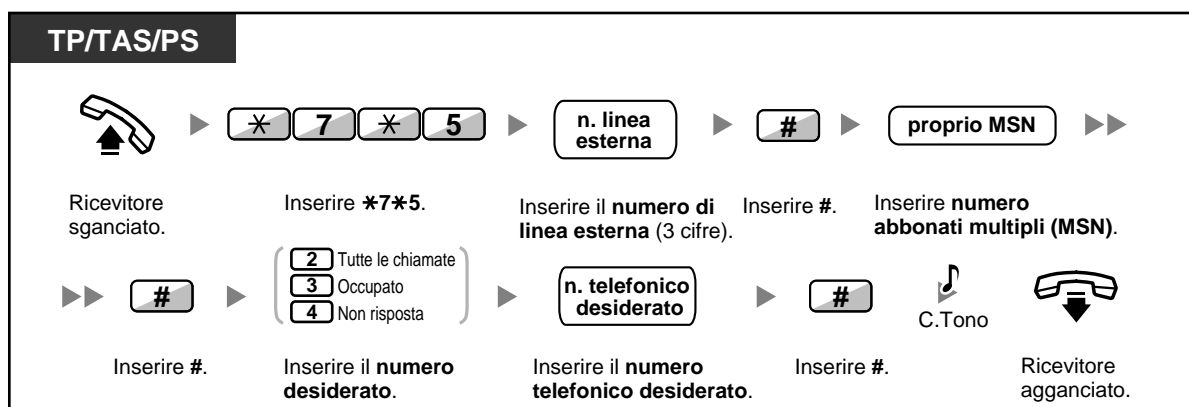 TP/TAS/PS
✳ 7 ✳ 5
n. linea
esterna
#
proprio MSN
Ricevitore
sganciato.
Inserire ✳7✳5.
Inserire il numero di
linea esterna (3 cifre).
Inserire #.
Inserire numero
abbonati multipli (MSN).
#
2 Tutte le chiamate
3 Occupato
4 Non risposta
n. telefonico
desiderato
#
C.Tono
Inserire #.
Inserire il numero
desiderato.
Inserire il numero
telefonico desiderato.
Inserire #.
Ricevitore
agganciato.